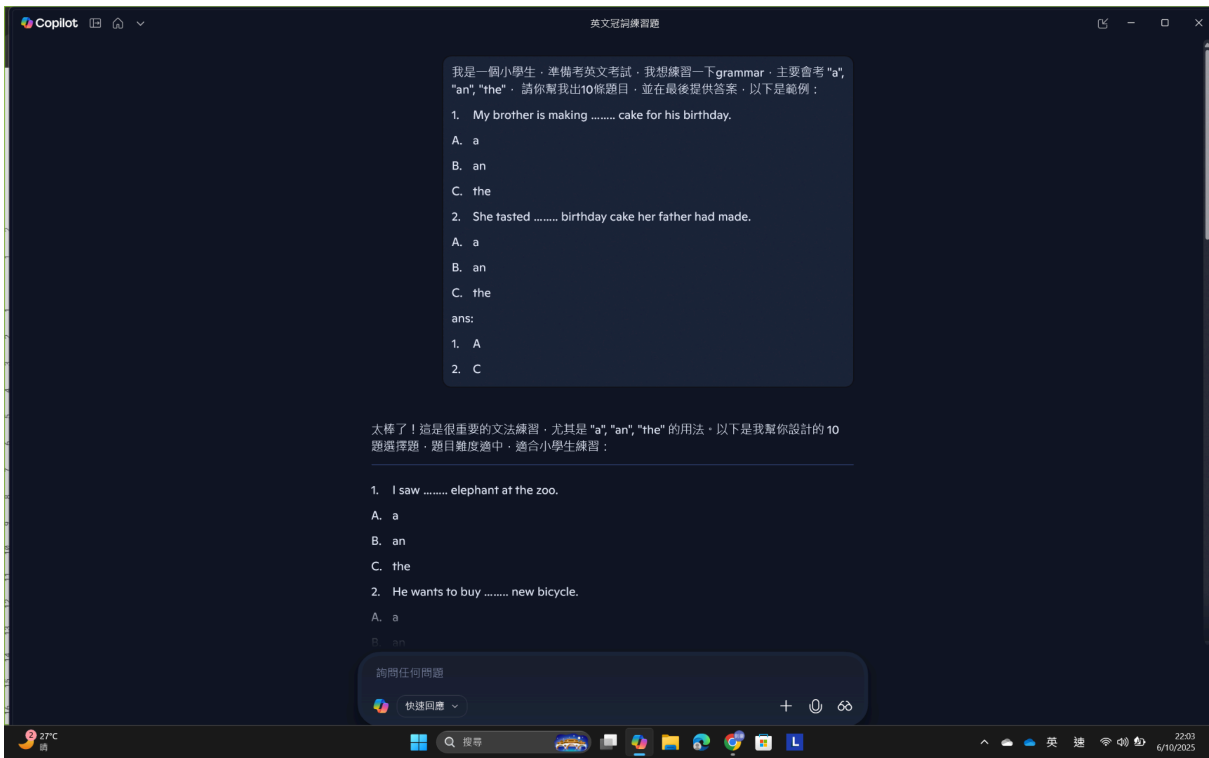 Copilot
英文冠詞練習題
我是一個小學生，準備考英文考試，我想練習一下grammar，主要會考 "a",
"an", "the"， 請你幫我出10條題目，並在最後提供答案，以下是範例：
1. My brother is making ........ cake for his birthday.
A. a
B. an
C. the
2. She tasted ........ birthday cake her father had made.
A. a
B. an
C. the
ans:
1. A
2. C
太棒了！這是很重要的文法練習，尤其是 "a", "an", "the" 的用法。以下是我幫你設計的 10
題選擇題，題目難度適中，適合小學生練習：
1. I saw ........ elephant at the zoo.
A. a
B. an
C. the
2. He wants to buy ........ new bicycle.
A. a
B. an
詢問任何問題
快速回應
2
27°C
晴
搜尋
L
英
速
22:03
6/10/2025